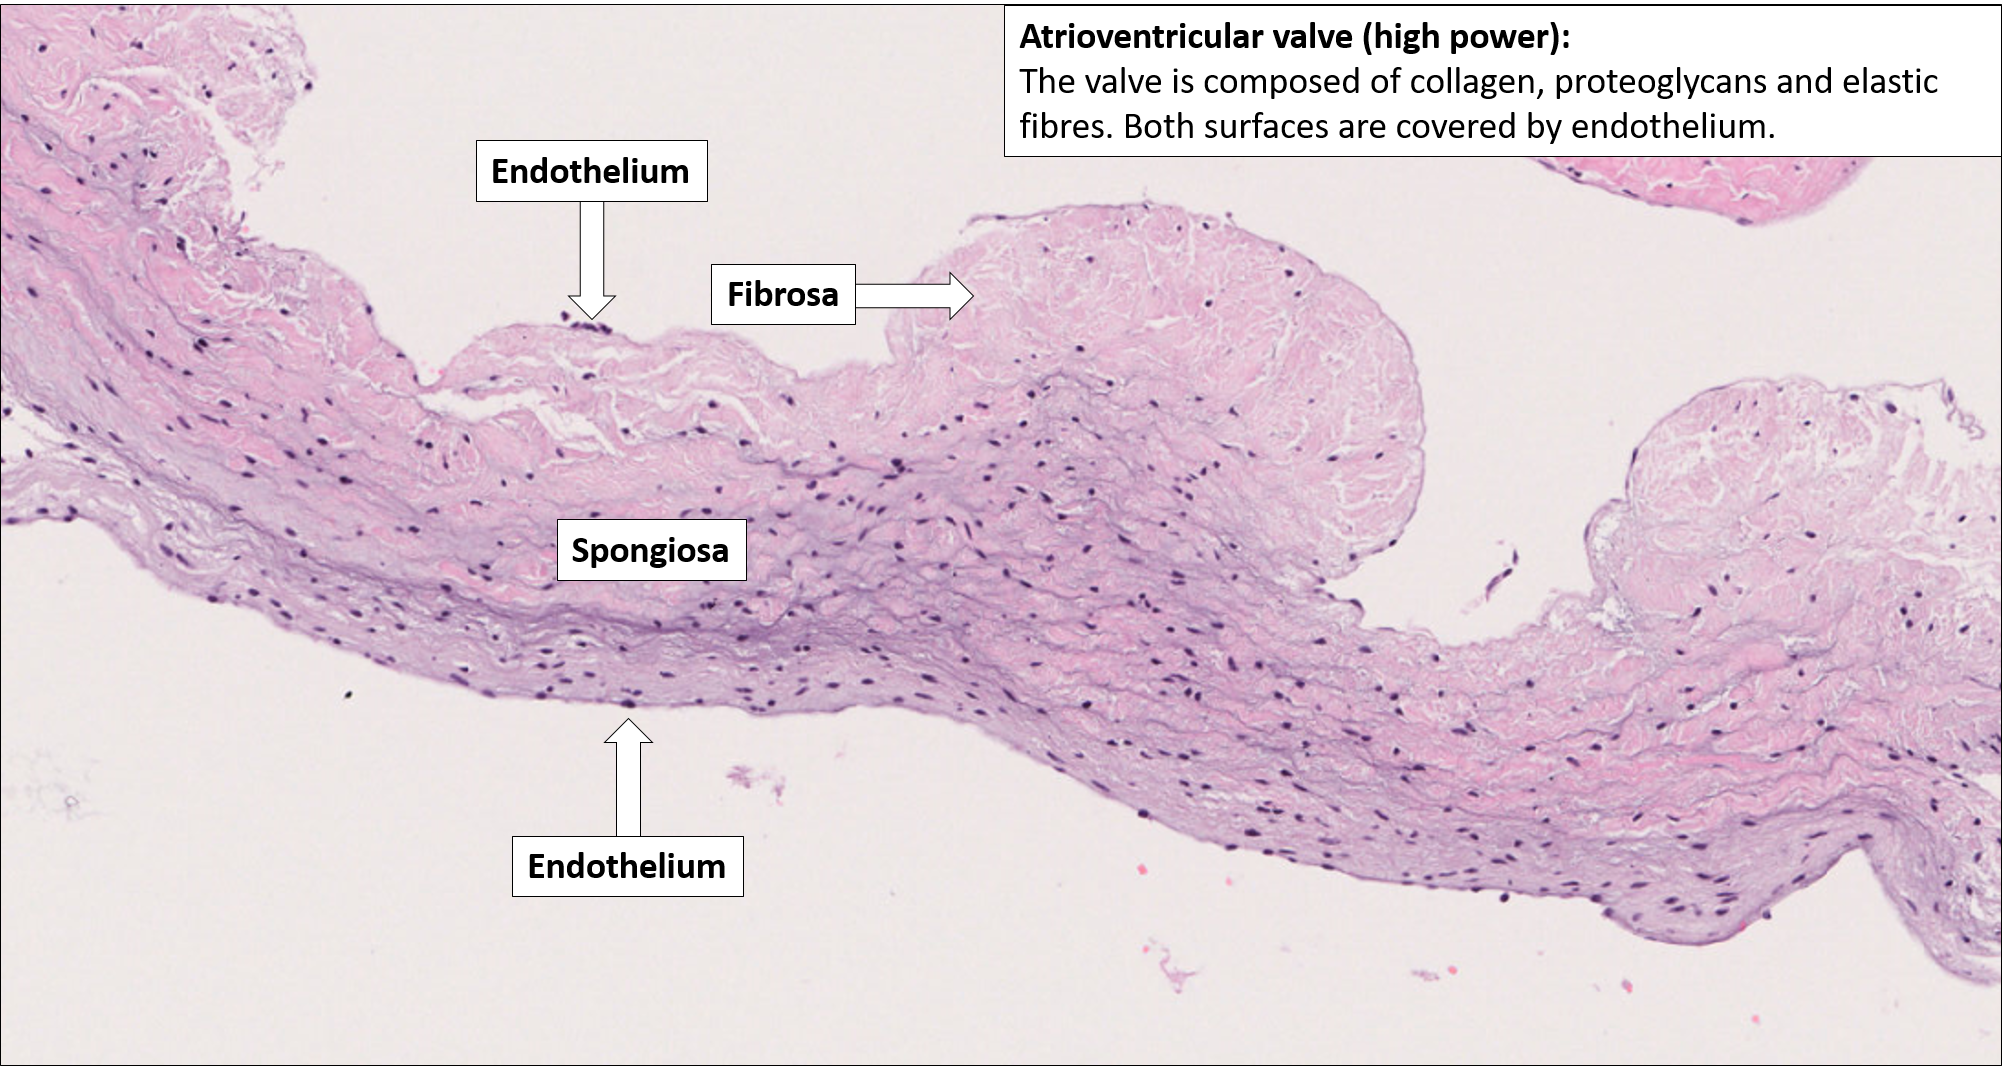 Atrioventricular valve (high power):
The valve is composed of collagen, proteoglycans and elastic
fibres. Both surfaces are covered by endothelium.
Endothelium
Fibrosa
Spongiosa
Endothelium